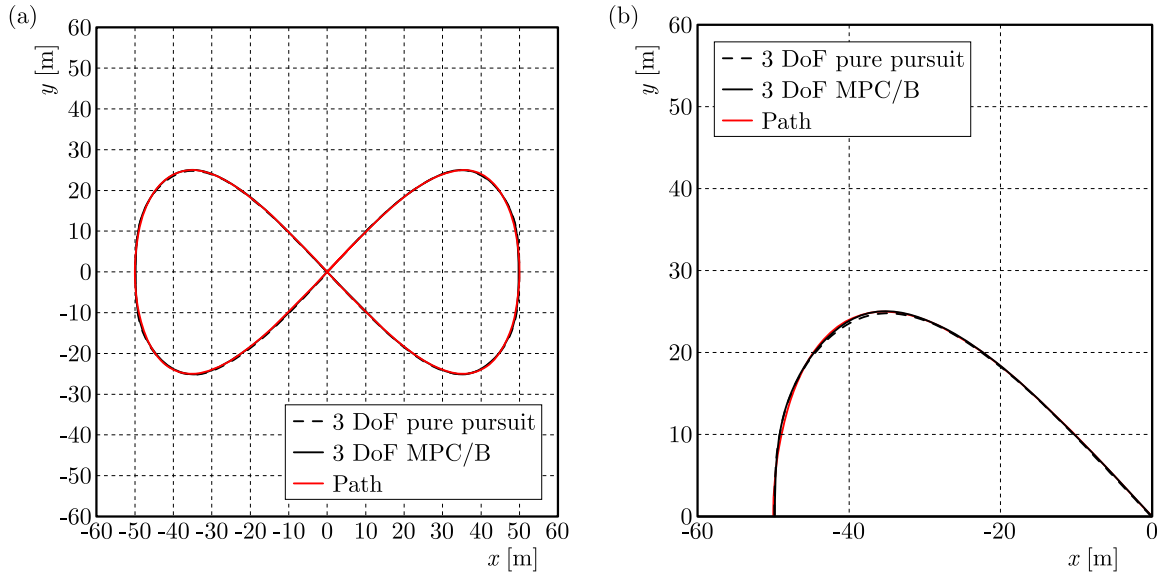 (a)
60
50
40
30
20
10
0
-10
-20
-30
-40
-50
-60
y [m]
3 DoF pure pursuit
3 DoF MPC/B
Path
-60 -50 -40 -30 -20 -10 0 10 20 30 40 50 60
x [m]
(b)
60
50
40
30
20
10
0
y [m]
3 DoF pure pursuit
3 DoF MPC/B
Path
-60 -40 -20 0
x [m]